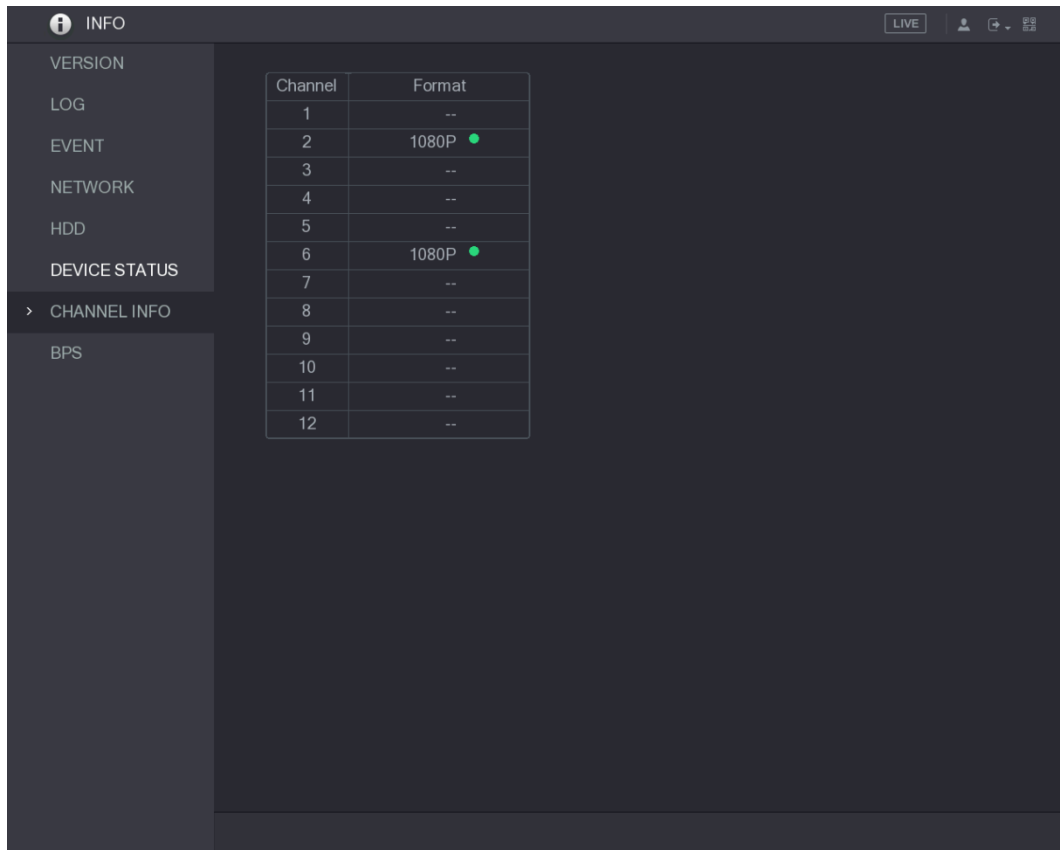 INFO LIVE
VERSION
LOG
EVENT
NETWORK
HDD
DEVICE STATUS
> CHANNEL INFO
BPS
Channel Format
1 --
2 1080P
3 --
4 --
5 --
6 1080P
7 --
8 --
9 --
10 --
11 --
12 --